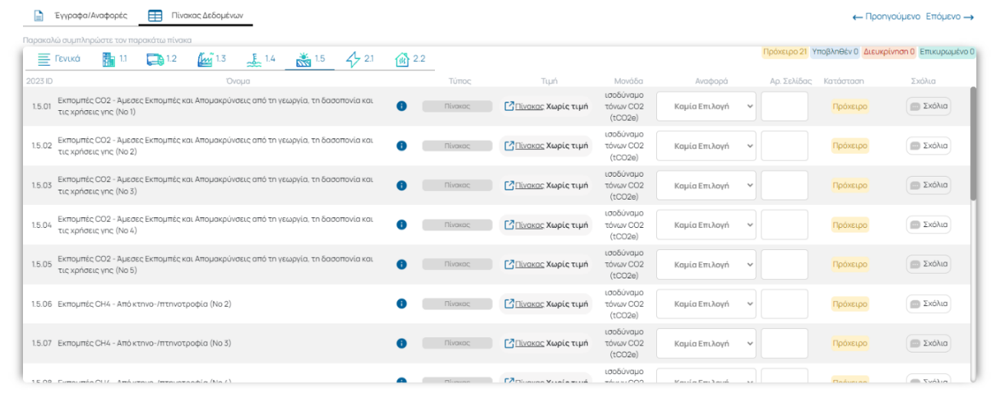 Έγγραφα/Αναφορές Πίνακας Δεδομένων ← Προηγούμενο Επόμενο →
Παρακαλώ συμπληρώστε τον παρακάτω πίνακα
Γενικά 1.1 1.2 1.3 1.4 1.5 2.1 2.2 Πρόχειρο 21 Υποβληθέν 0 Διευκρίνηση 0 Επικυρωμένο 0
2023 ID Όνομα Τύπος Τιμή Μονάδα Αναφορά Αρ. Σελίδας Κατάσταση Σχόλια
1.5.01 Εκπομπές CO2 - Άμεσες Εκπομπές και Απομακρύνσεις από τη γεωργία, τη δασοπονία και
τις χρήσεις γης (Νο 1) Πίνακας Πίνακας Χωρίς τιμή ισοδύναμο
τόνων CO2
(tCO2e) Καμία Επιλογή Πρόχειρο Σχόλια
1.5.02 Εκπομπές CO2 - Άμεσες Εκπομπές και Απομακρύνσεις από τη γεωργία, τη δασοπονία και
τις χρήσεις γης (Νο 2) Πίνακας Πίνακας Χωρίς τιμή ισοδύναμο
τόνων CO2
(tCO2e) Καμία Επιλογή Πρόχειρο Σχόλια
1.5.03 Εκπομπές CO2 - Άμεσες Εκπομπές και Απομακρύνσεις από τη γεωργία, τη δασοπονία και
τις χρήσεις γης (Νο 3) Πίνακας Πίνακας Χωρίς τιμή ισοδύναμο
τόνων CO2
(tCO2e) Καμία Επιλογή Πρόχειρο Σχόλια
1.5.04 Εκπομπές CO2 - Άμεσες Εκπομπές και Απομακρύνσεις από τη γεωργία, τη δασοπονία και
τις χρήσεις γης (Νο 4) Πίνακας Πίνακας Χωρίς τιμή ισοδύναμο
τόνων CO2
(tCO2e) Καμία Επιλογή Πρόχειρο Σχόλια
1.5.05 Εκπομπές CO2 - Άμεσες Εκπομπές και Απομακρύνσεις από τη γεωργία, τη δασοπονία και
τις χρήσεις γης (Νο 5) Πίνακας Πίνακας Χωρίς τιμή ισοδύναμο
τόνων CO2
(tCO2e) Καμία Επιλογή Πρόχειρο Σχόλια
1.5.06 Εκπομπές CH4 - Από κτηνο-/πτηνοτροφία (Νο 2) Πίνακας Πίνακας Χωρίς τιμή ισοδύναμο
τόνων CO2
(tCO2e) Καμία Επιλογή Πρόχειρο Σχόλια
1.5.07 Εκπομπές CH4 - Από κτηνο-/πτηνοτροφία (Νο 3) Πίνακας Πίνακας Χωρίς τιμή ισοδύναμο
τόνων CO2
(tCO2e) Καμία Επιλογή Πρόχειρο Σχόλια
1.5.08 Εκπομπές CH4 - Από κτηνο-/πτηνοτροφία (Νο 4) Πίνακας Πίνακας Χωρίς τιμή ισοδύναμο
τόνων CO2 Καμία Επιλογή Πρόχειρο Σχόλια